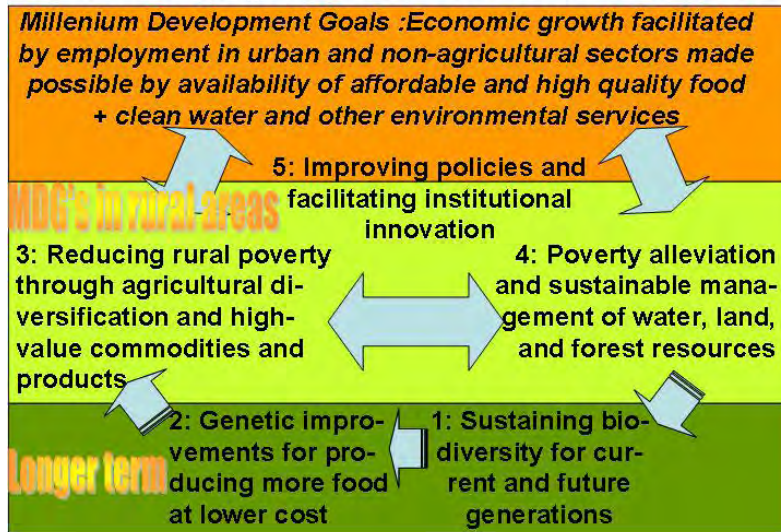 Millenium Development Goals :Economic growth facilitated
by employment in urban and non-agricultural sectors made
possible by availability of affordable and high quality food
+ clean water and other environmental services
5: Improving policies and
facilitating institutional
innovation
MDG's in rural areas
3: Reducing rural poverty
through agricultural di-
versification and high-
value commodities and
products
4: Poverty alleviation
and sustainable mana-
gement of water, land,
and forest resources
Longer term
2: Genetic impro-
vements for pro-
ducing more food
at lower cost
1: Sustaining bio-
diversity for cur-
rent and future
generations